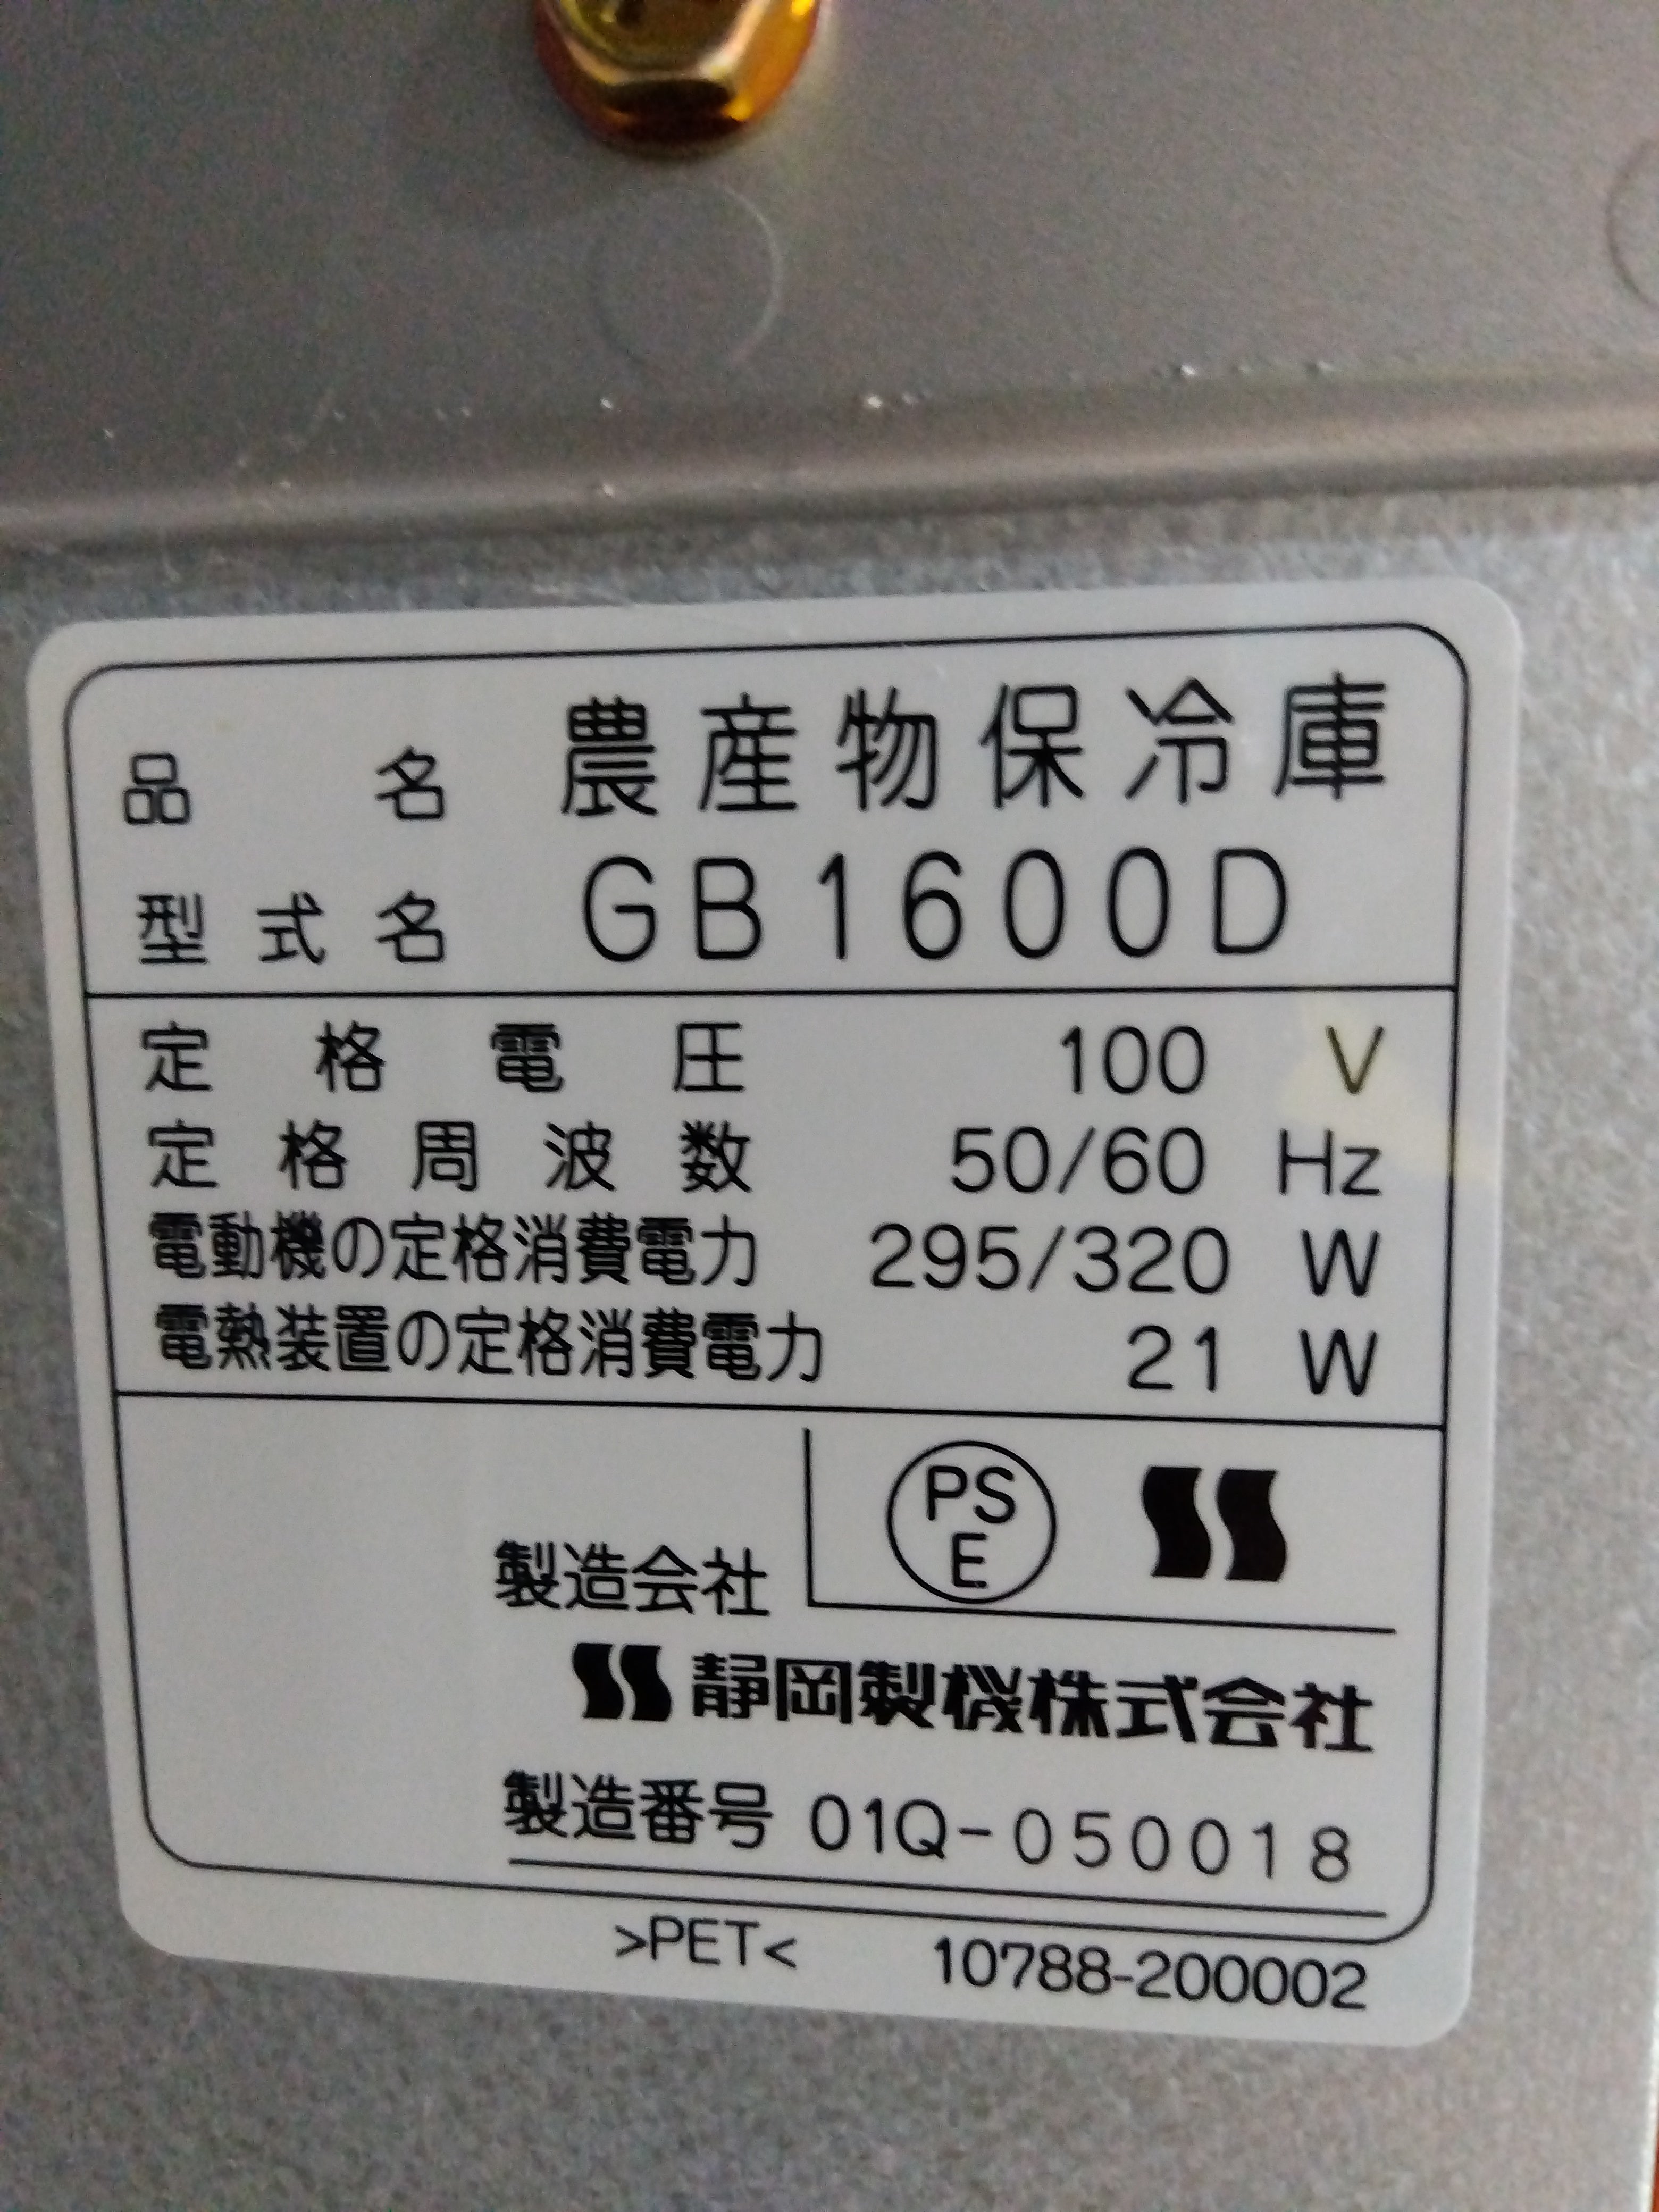 品名 農産物保冷庫
型式名 GB1600D
定格電圧 100 V
定格周波数 50/60 Hz
電動機の定格消費電力 295/320 W
電熱装置の定格消費電力 21 W
PS
E
製造会社
静岡製機株式会社
製造番号 01Q-050018
>PET< 10788-200002